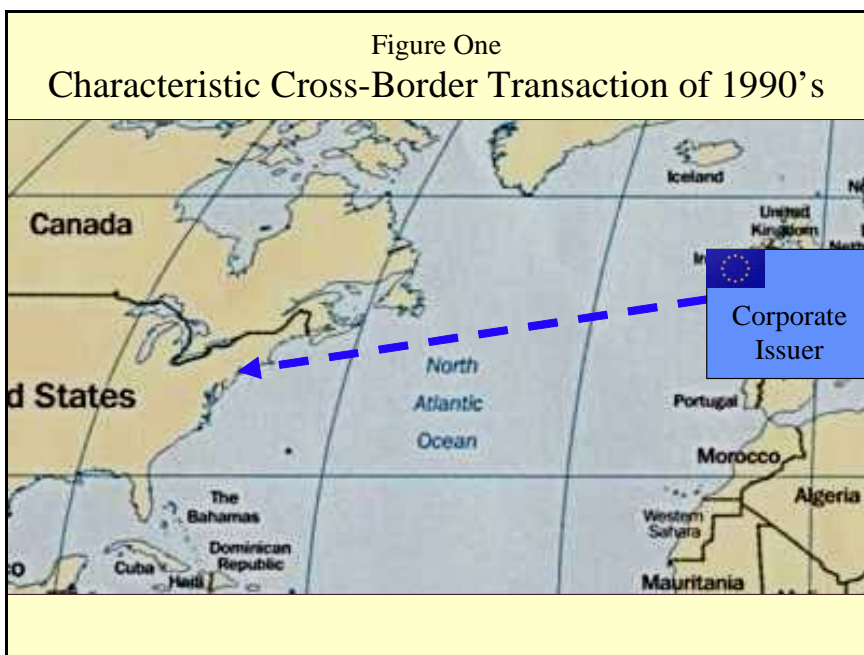 Figure One
Characteristic Cross-Border Transaction of 1990's
Iceland
Canada
United
Kingdom
Corporate
Issuer
North
Atlantic
Ocean
d States
Portugal
Morocco
Algeria
Western
Sahara
The
Bahamas
Dominican
Republic
Cuba
Haiti
Mauritania